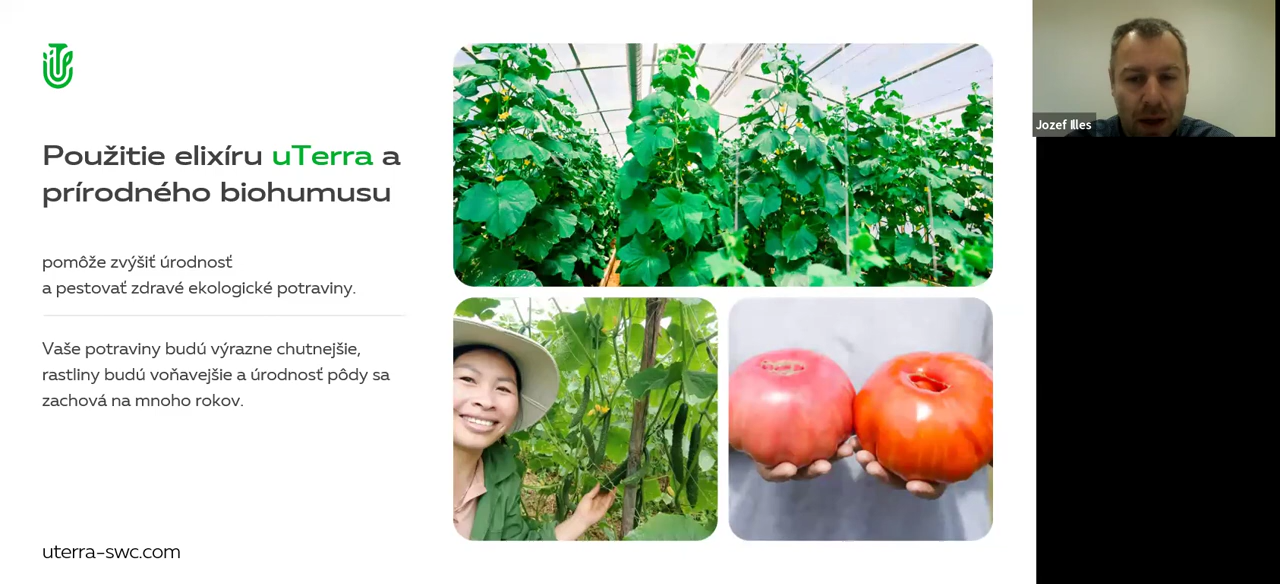 Použitie elixíru uTerra a
prírodného biohumusu
pomôže zvýšiť úrodnosť
a pestovať zdravé ekologické potraviny.
Vaše potraviny budú výrazne chutnejšie,
rastliny budú voňavejšie a úrodnosť pôdy sa
zachová na mnoho rokov.
uterra-swc.com
Jozef Illes